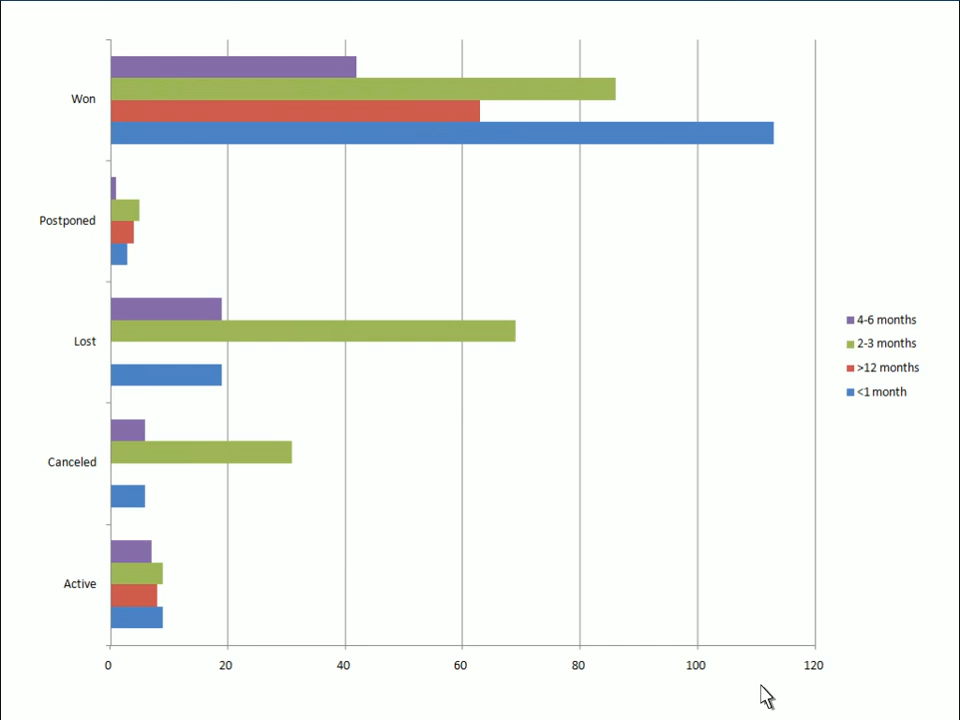 Won
Postponed
Lost
Canceled
Active
4-6 months
2-3 months
>12 months
<1 month
0 20 40 60 80 100 120